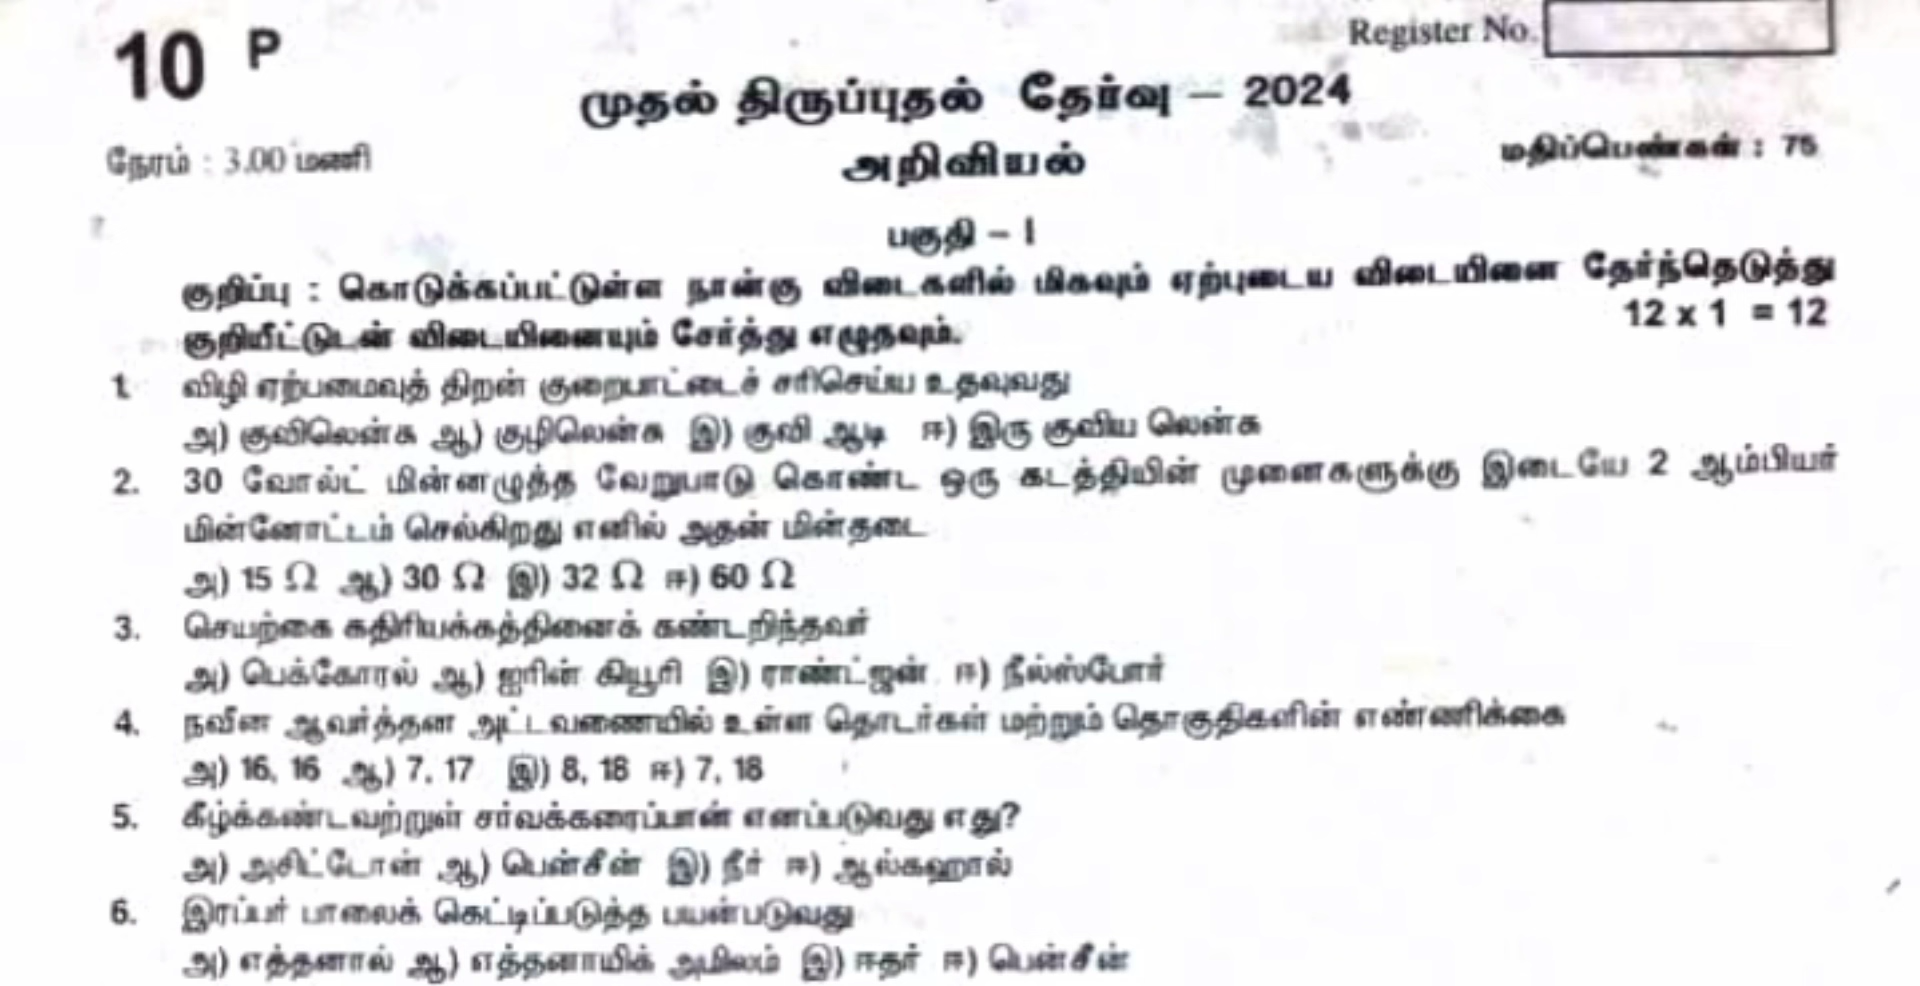 Register No.
10 P
முதல் திருப்புதல் தேர்வு – 2024
நேரம் : 3.00 மணி
அறிவியல்
மதிப்பெண்கள் : 75
பகுதி – I
குறிப்பு : கொடுக்கப்பட்டுள்ள நான்கு விடைகளில் மிகவும் ஏற்புடைய விடையினை தேர்ந்தெடுத்து
குறியீட்டுடன் விடையினையும் சேர்த்து எழுதவும். 12 x 1 = 12
1. விழி ஏற்பமைவுத் திறன் குறைபாட்டைச் சரிசெய்ய உதவுவது
அ) குவிலென்சு ஆ) குழிலென்சு இ) குவி ஆடி ஈ) இரு குவிய லென்சு
2. 30 வோல்ட் மின்னழுத்த வேறுபாடு கொண்ட ஒரு கடத்தியின் முனைகளுக்கு இடையே 2 ஆம்பியர்
மின்னோட்டம் செல்கிறது எனில் அதன் மின்தடை
அ) 15 Ω ஆ) 30 Ω இ) 32 Ω ஈ) 60 Ω
3. செயற்கை கதிரியக்கத்தினைக் கண்டறிந்தவர்
அ) பெக்கோரல் ஆ) ஐரின் கியூரி இ) ராண்ட்ஜன் ஈ) நீல்ஸ்போர்
4. நவீன ஆவர்த்தன அட்டவணையில் உள்ள தொடர்கள் மற்றும் தொகுதிகளின் எண்ணிக்கை
அ) 16, 16 ஆ) 7, 17 இ) 8, 18 ஈ) 7, 18
5. கீழ்க்கண்டவற்றுள் சர்வக்கரைப்பான் எனப்படுவது எது?
அ) அசிட்டோன் ஆ) பென்சீன் இ) நீர் ஈ) ஆல்கஹால்
6. இரப்பர் பாலைக் கெட்டிப்படுத்த பயன்படுவது
அ) எத்தனால் ஆ) எத்தனாயிக் அமிலம் இ) ஈதர் ஈ) பென்சீன்